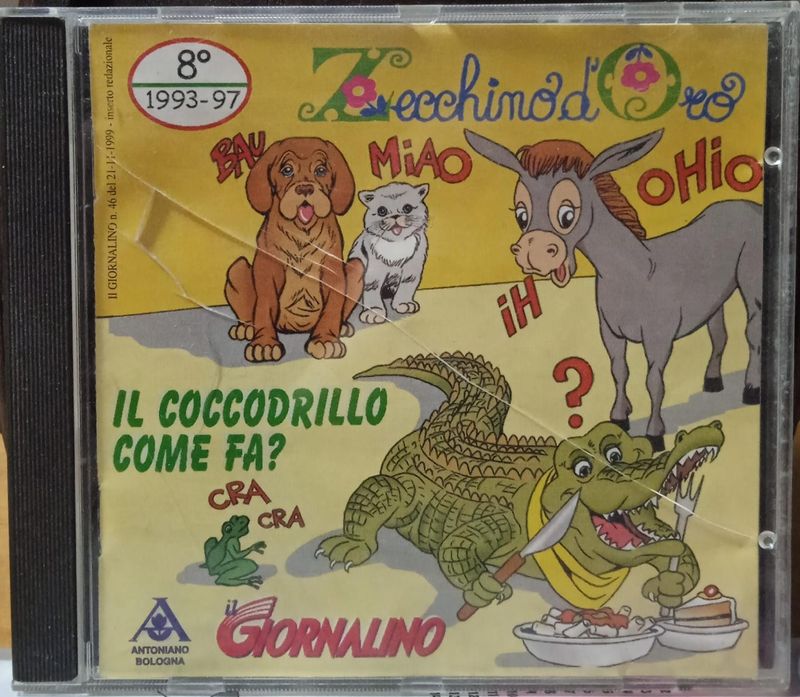 8°
1993-97
Zecchino d'Oro
Il GIORNALINO n. 46 del 21-11-1999 - inserto redazionale
BAU
MiAO
OHiO
iH
?
IL COCCODRILLO
COME FA?
CRA
CRA
ANTONIANO
BOLOGNA
il
GIORNALINO